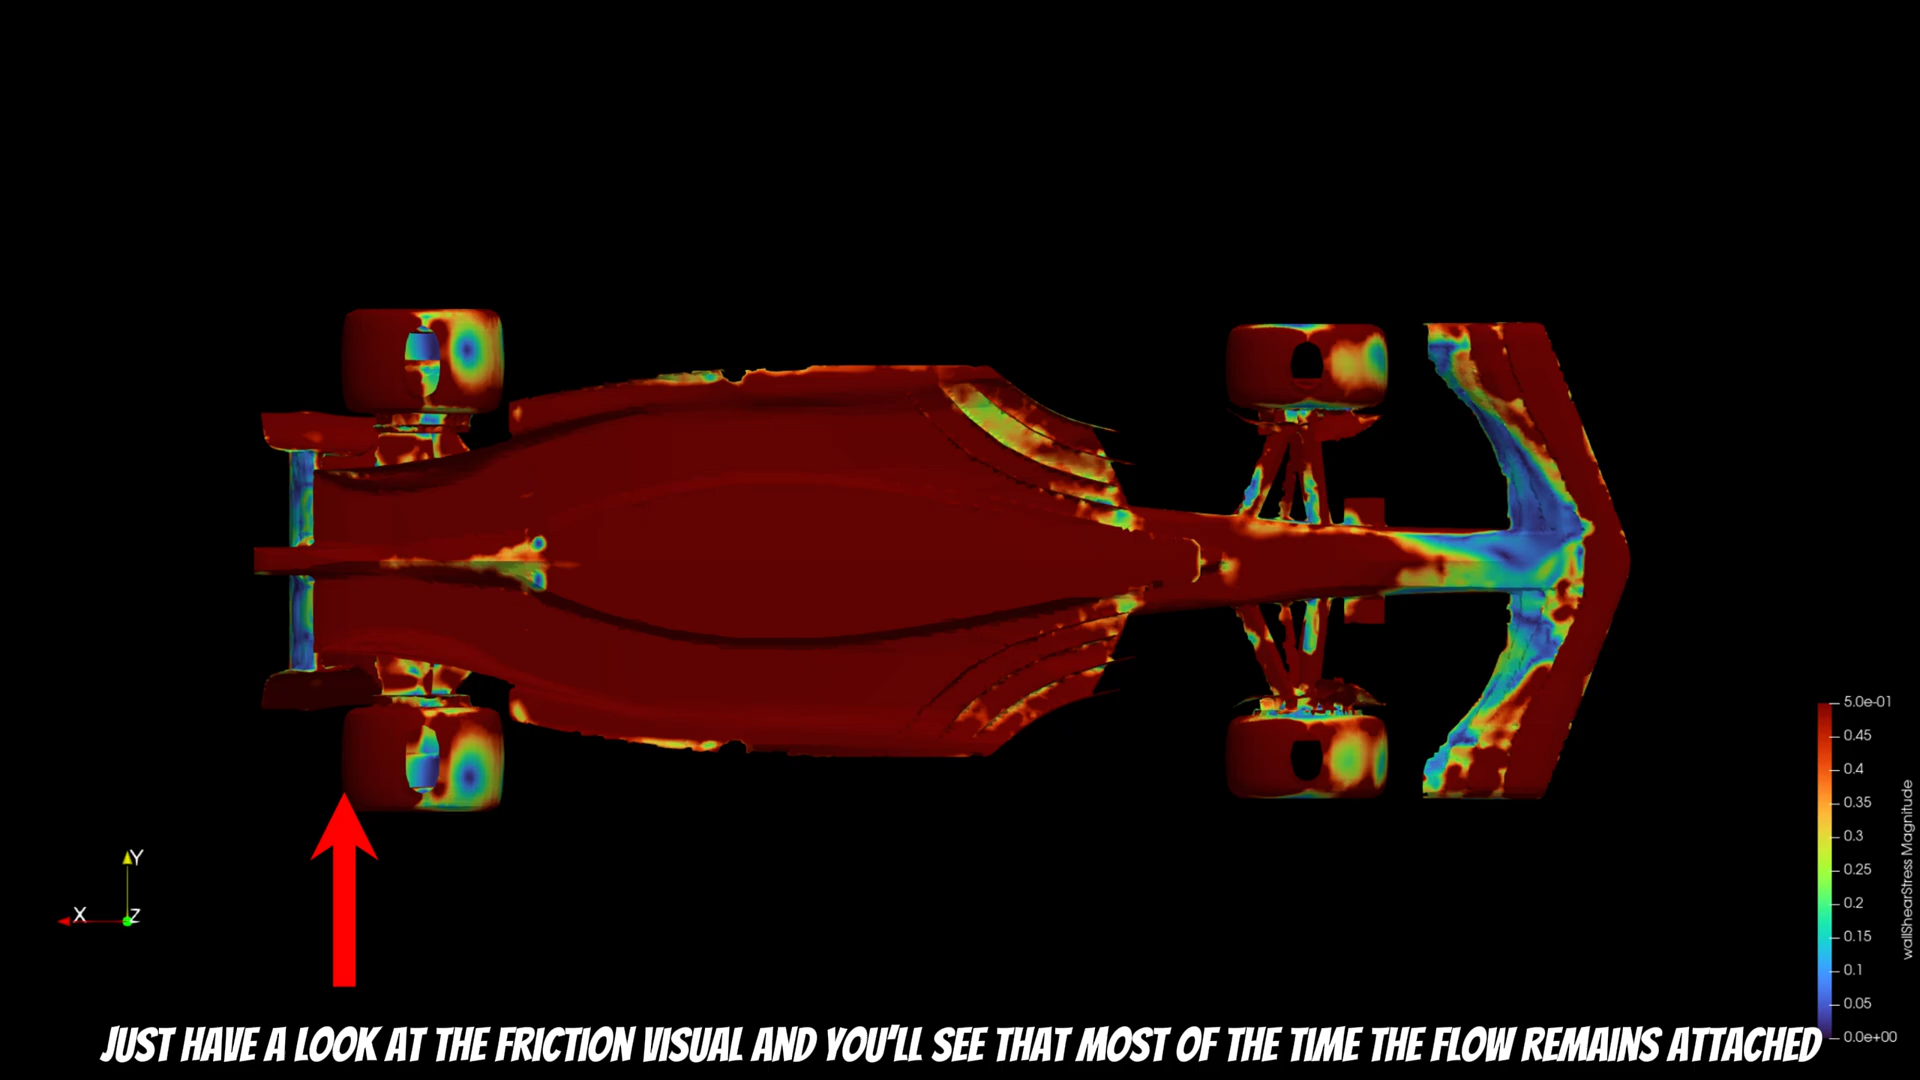 Y
X
Z
5.0e-01
0.45
0.4
0.35
0.3
0.25
0.2
0.15
0.1
0.05
0.0e+00
wallShearStress Magnitude
JUST HAVE A LOOK AT THE FRICTION VISUAL AND YOU'LL SEE THAT MOST OF THE TIME THE FLOW REMAINS ATTACHED